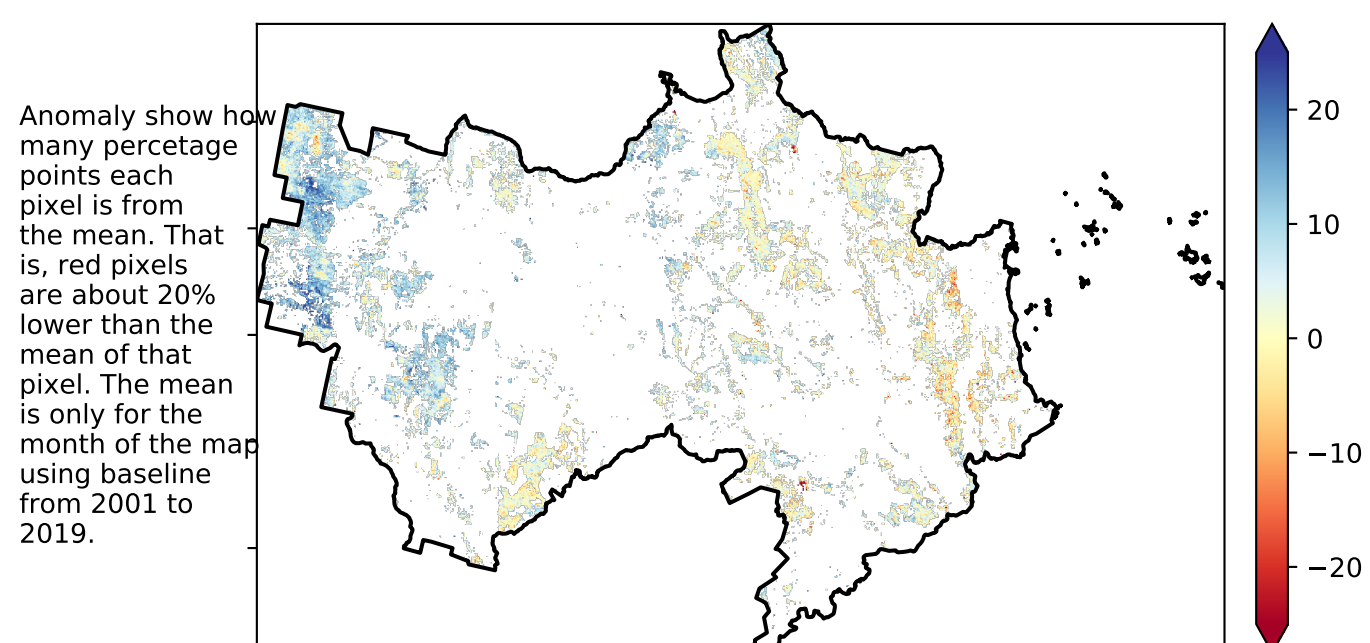 Anomaly show how
many percetage
points each
pixel is from
the mean. That
is, red pixels
are about 20%
lower than the
mean of that
pixel. The mean
is only for the
month of the map
using baseline
from 2001 to
2019.
20
10
0
−10
−20